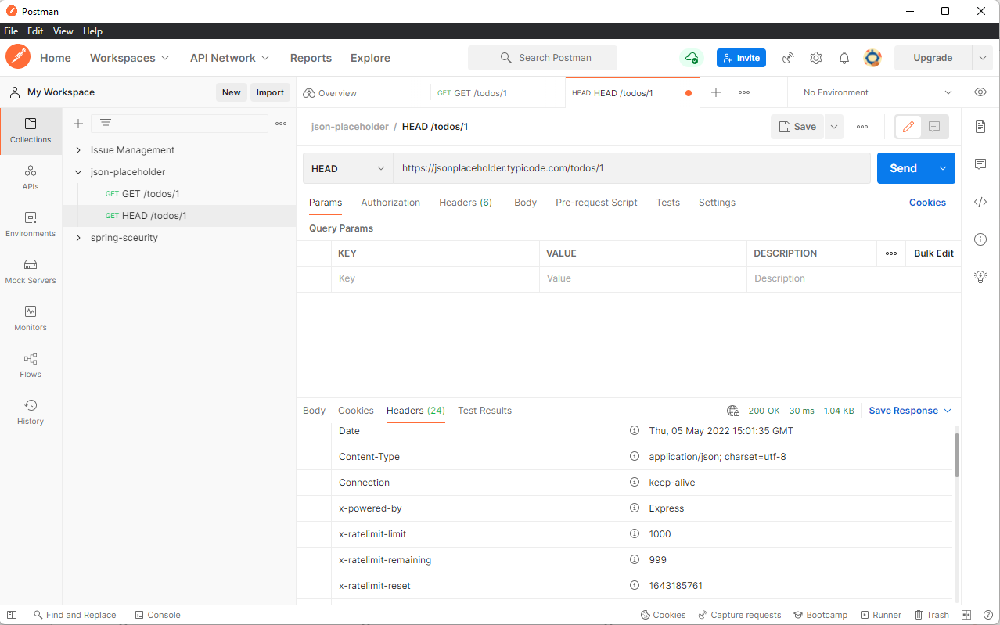 Postman
File Edit View Help
Home Workspaces API Network Reports Explore Search Postman Invite Upgrade
My Workspace New Import
Overview GET GET /todos/1 HEAD HEAD /todos/1 No Environment
Collections
APIs
Environments
Mock Servers
Monitors
Flows
History
Issue Management
json-placeholder
GET GET /todos/1
GET HEAD /todos/1
spring-sceurity
json-placeholder / HEAD /todos/1 Save
HEAD https://jsonplaceholder.typicode.com/todos/1 Send
Params Authorization Headers (6) Body Pre-request Script Tests Settings Cookies
Query Params
KEY VALUE DESCRIPTION Bulk Edit
Key Value Description
Body Cookies Headers (24) Test Results 200 OK 30 ms 1.04 KB Save Response
Date Thu, 05 May 2022 15:01:35 GMT
Content-Type application/json; charset=utf-8
Connection keep-alive
x-powered-by Express
x-ratelimit-limit 1000
x-ratelimit-remaining 999
x-ratelimit-reset 1643185761
Find and Replace Console Cookies Capture requests Bootcamp Runner Trash